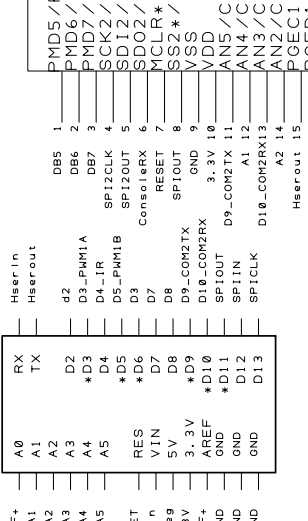 PMD5/
PMD6/
PMD7/
SCK2/
SDI2/
SDO2/
MCLR*
SS2*/
VSS
VDD
AN5/C
AN4/C
AN3/C
AN2/C
PGEC1
DB5 1
DB6 2
DB7 3
SPI2CLK 4
SPI2OUT 5
ConsoleRX 6
RESET 7
SPIOUT 8
GND 9
3.3V 10
D9_COM2TX 11
A1 12
D10_COM2RX13
A2 14
Hserout 15
HserIn
Hserout
d2
D3_PWM1A
D4_IR
D5_PWM1B
D3
D7
D8
D9_COM2TX
D10_COM2RX
SPIOUT
SPIIN
SPICLK
RX
TX
D2
*D3
D4
*D5
*D6
D7
D8
*D9
*D10
*D11
D12
D13
A0
A1
A2
A3
A4
A5
RES
VIN
5V
3.3V
AREF
GND
GND
GND